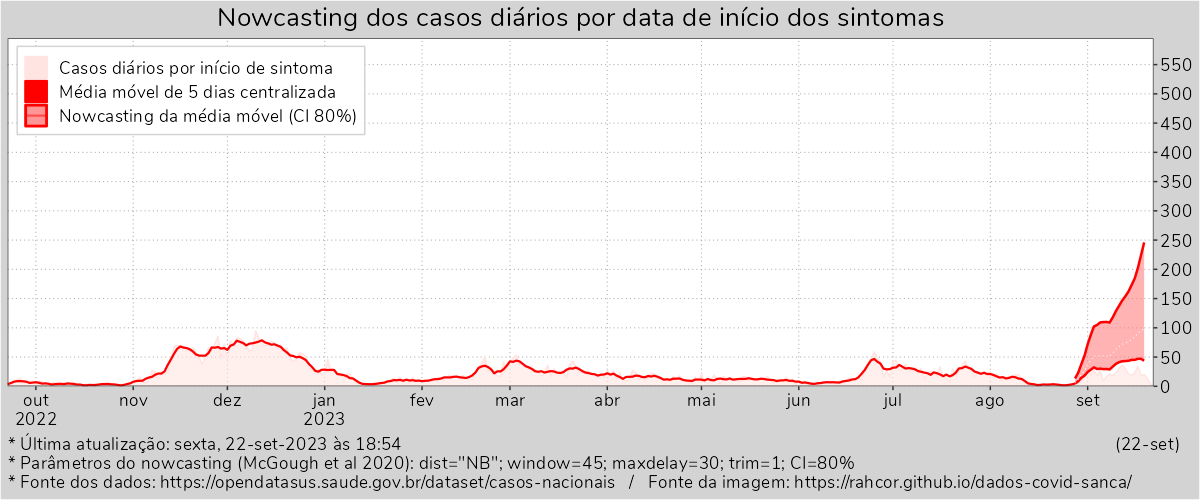 Nowcasting dos casos diários por data de início dos sintomas
Casos diários por início de sintoma
Média móvel de 5 dias centralizada
Nowcasting da média móvel (CI 80%)
550
500
450
400
350
300
250
200
150
100
50
0
out nov dez jan fev mar abr mai jun jul ago set
2022 2023
* Última atualização: sexta, 22-set-2023 às 18:54 (22-set)
* Parâmetros do nowcasting (McGough et al 2020): dist="NB"; window=45; maxdelay=30; trim=1; CI=80%
* Fonte dos dados: https://opendatasus.saude.gov.br/dataset/casos-nacionais / Fonte da imagem: https://rahcor.github.io/dados-covid-sanca/